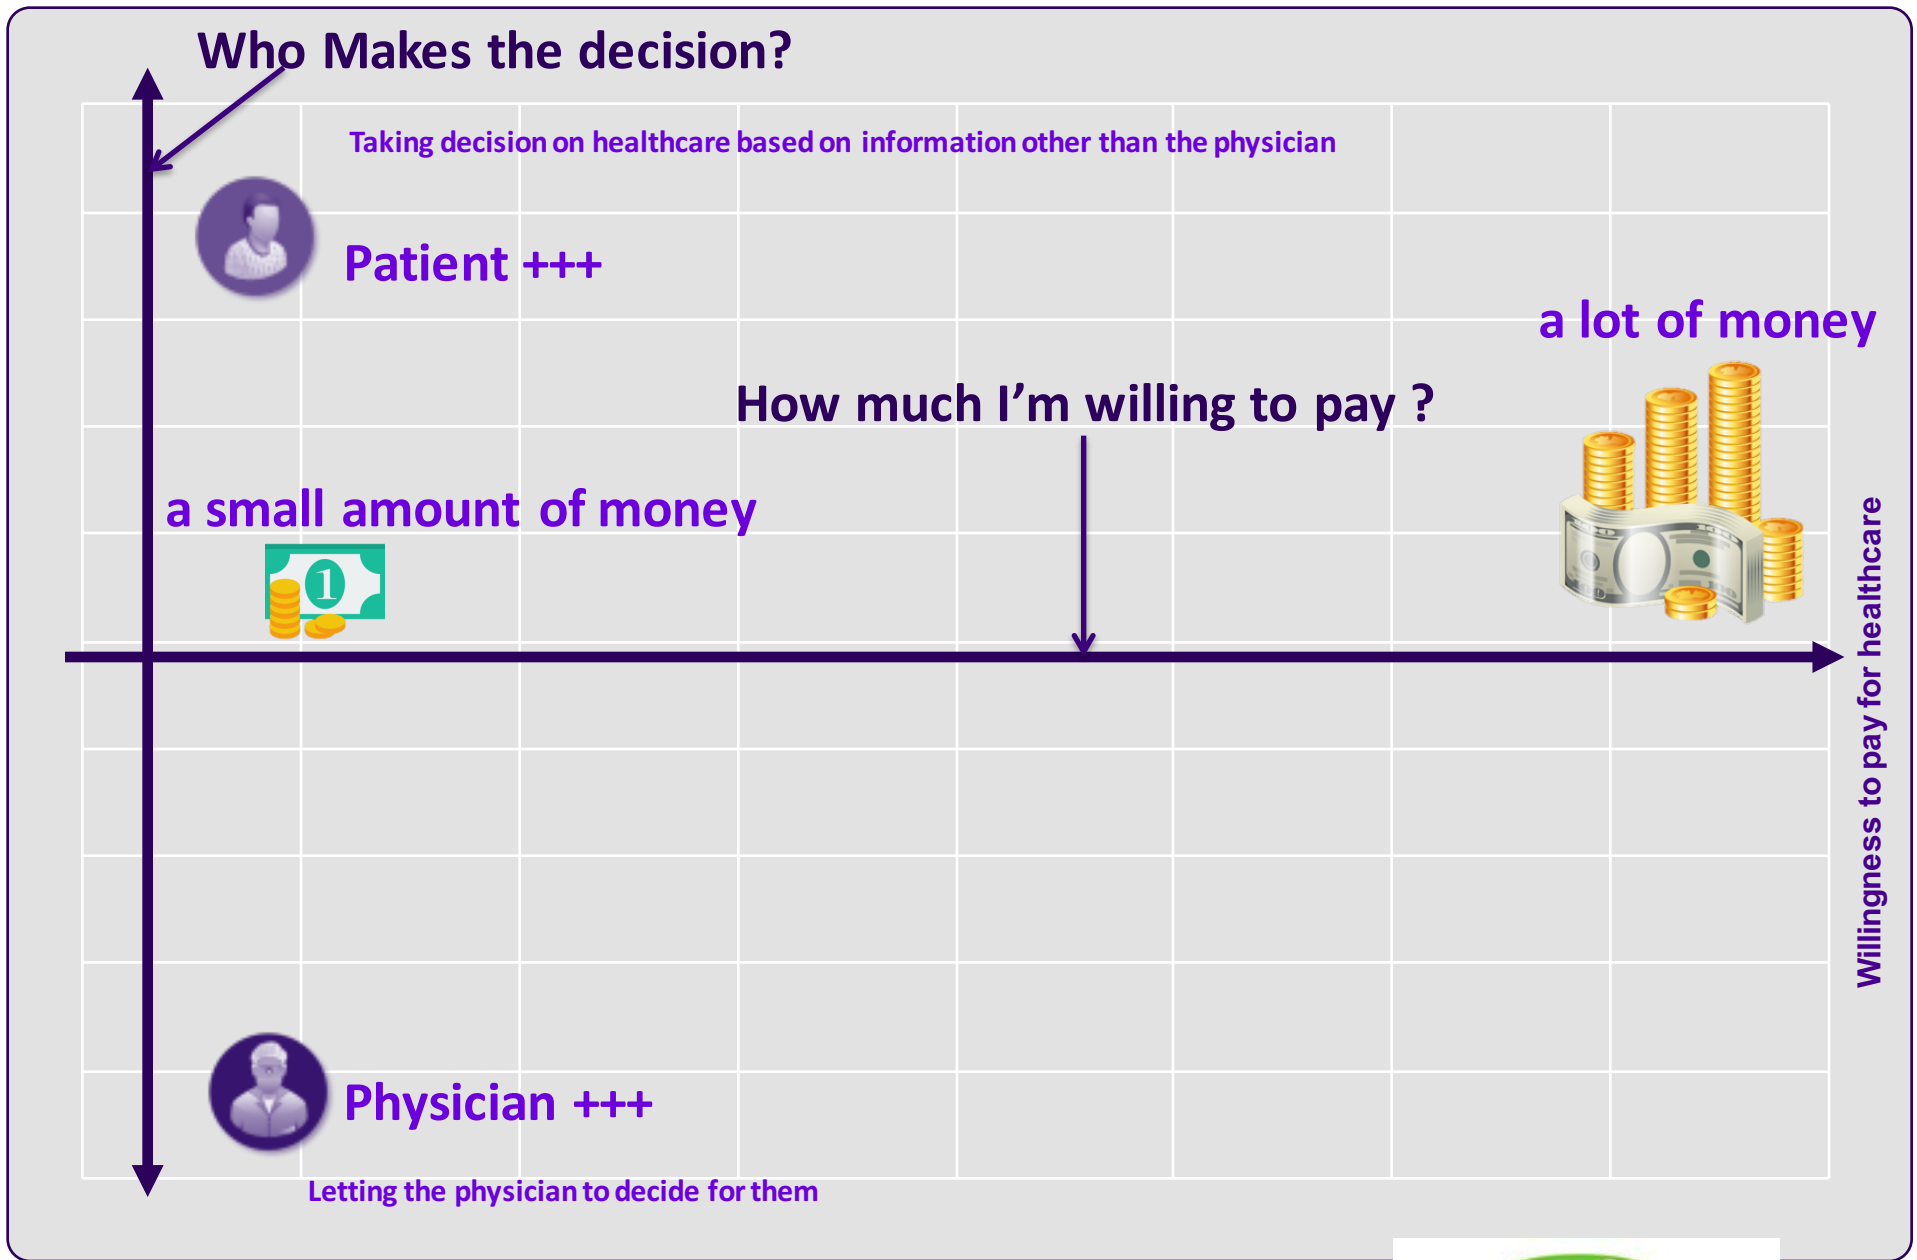 Who Makes the decision?
Taking decision on healthcare based on information other than the physician
Patient +++
a lot of money
How much I’m willing to pay ?
a small amount of money
1
Willingness to pay for healthcare
Physician +++
Letting the physician to decide for them